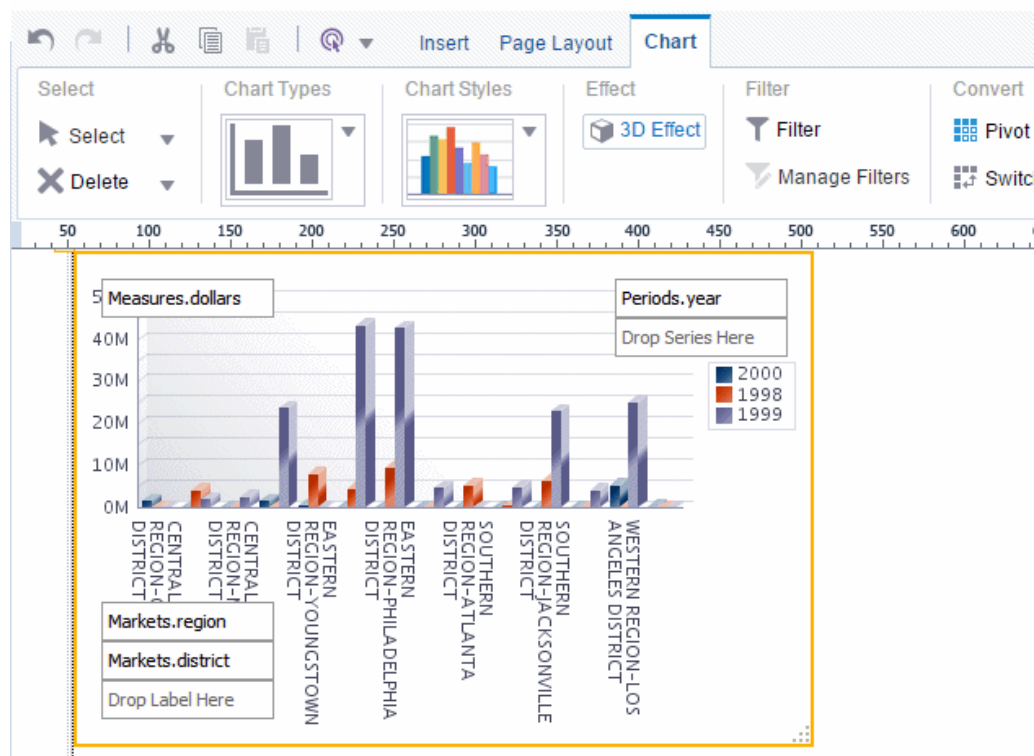 Insert Page Layout Chart
Select Chart Types Chart Styles Effect Filter Convert
Select 3D Effect Filter Pivot
Delete Manage Filters
50 100 150 200 250 300 350 400 450 500 550 600
Measures.dollars
Periods.year
Drop Series Here
40M
30M
20M
10M
0M
2000
1998
1999
CENTRAL
DISTRICT
CENTRAL
DISTRICT
EASTERN
REGION-YOUNGSTOWN
DISTRICT
EASTERN
REGION-PHILADELPHIA
DISTRICT
SOUTHERN
REGION-ATLANTA
DISTRICT
SOUTHERN
REGION-JACKSONVILLE
DISTRICT
WESTERN REGION-LOS
ANGELES DISTRICT
Markets.region
Markets.district
Drop Label Here